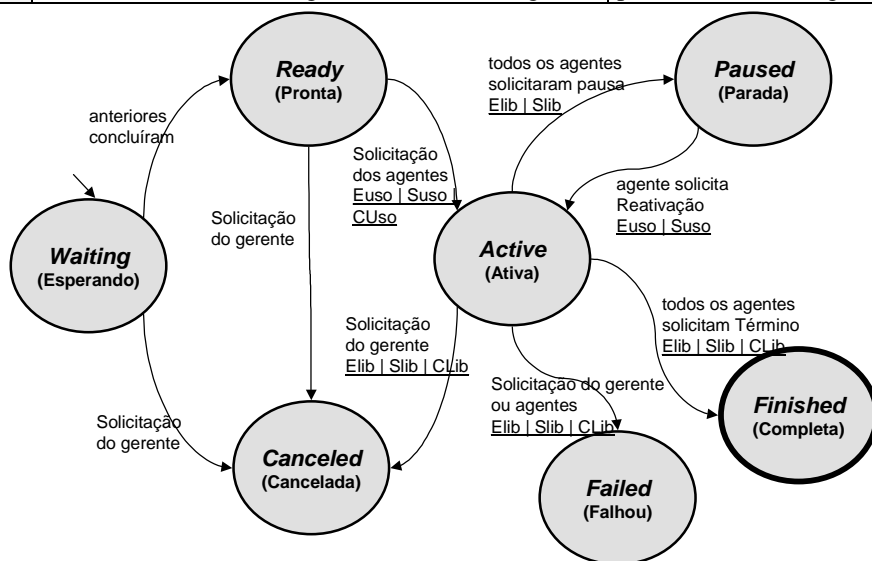 Ready
(Pronta)
todos os agentes
solicitaram pausa
Elib | Slib
Paused
(Parada)
anteriores
concluíram
Solicitação
dos agentes
Euso | Suso |
CUso
agente solicita
Reativação
Euso | Suso
Solicitação
do gerente
Waiting
(Esperando)
Active
(Ativa)
todos os agentes
solicitam Término
Elib | Slib | CLib
Solicitação
do gerente
Elib | Slib | CLib
Solicitação do gerente
ou agentes
Elib | Slib | CLib
Solicitação
do gerente
Finished
(Completa)
Canceled
(Cancelada)
Failed
(Falhou)